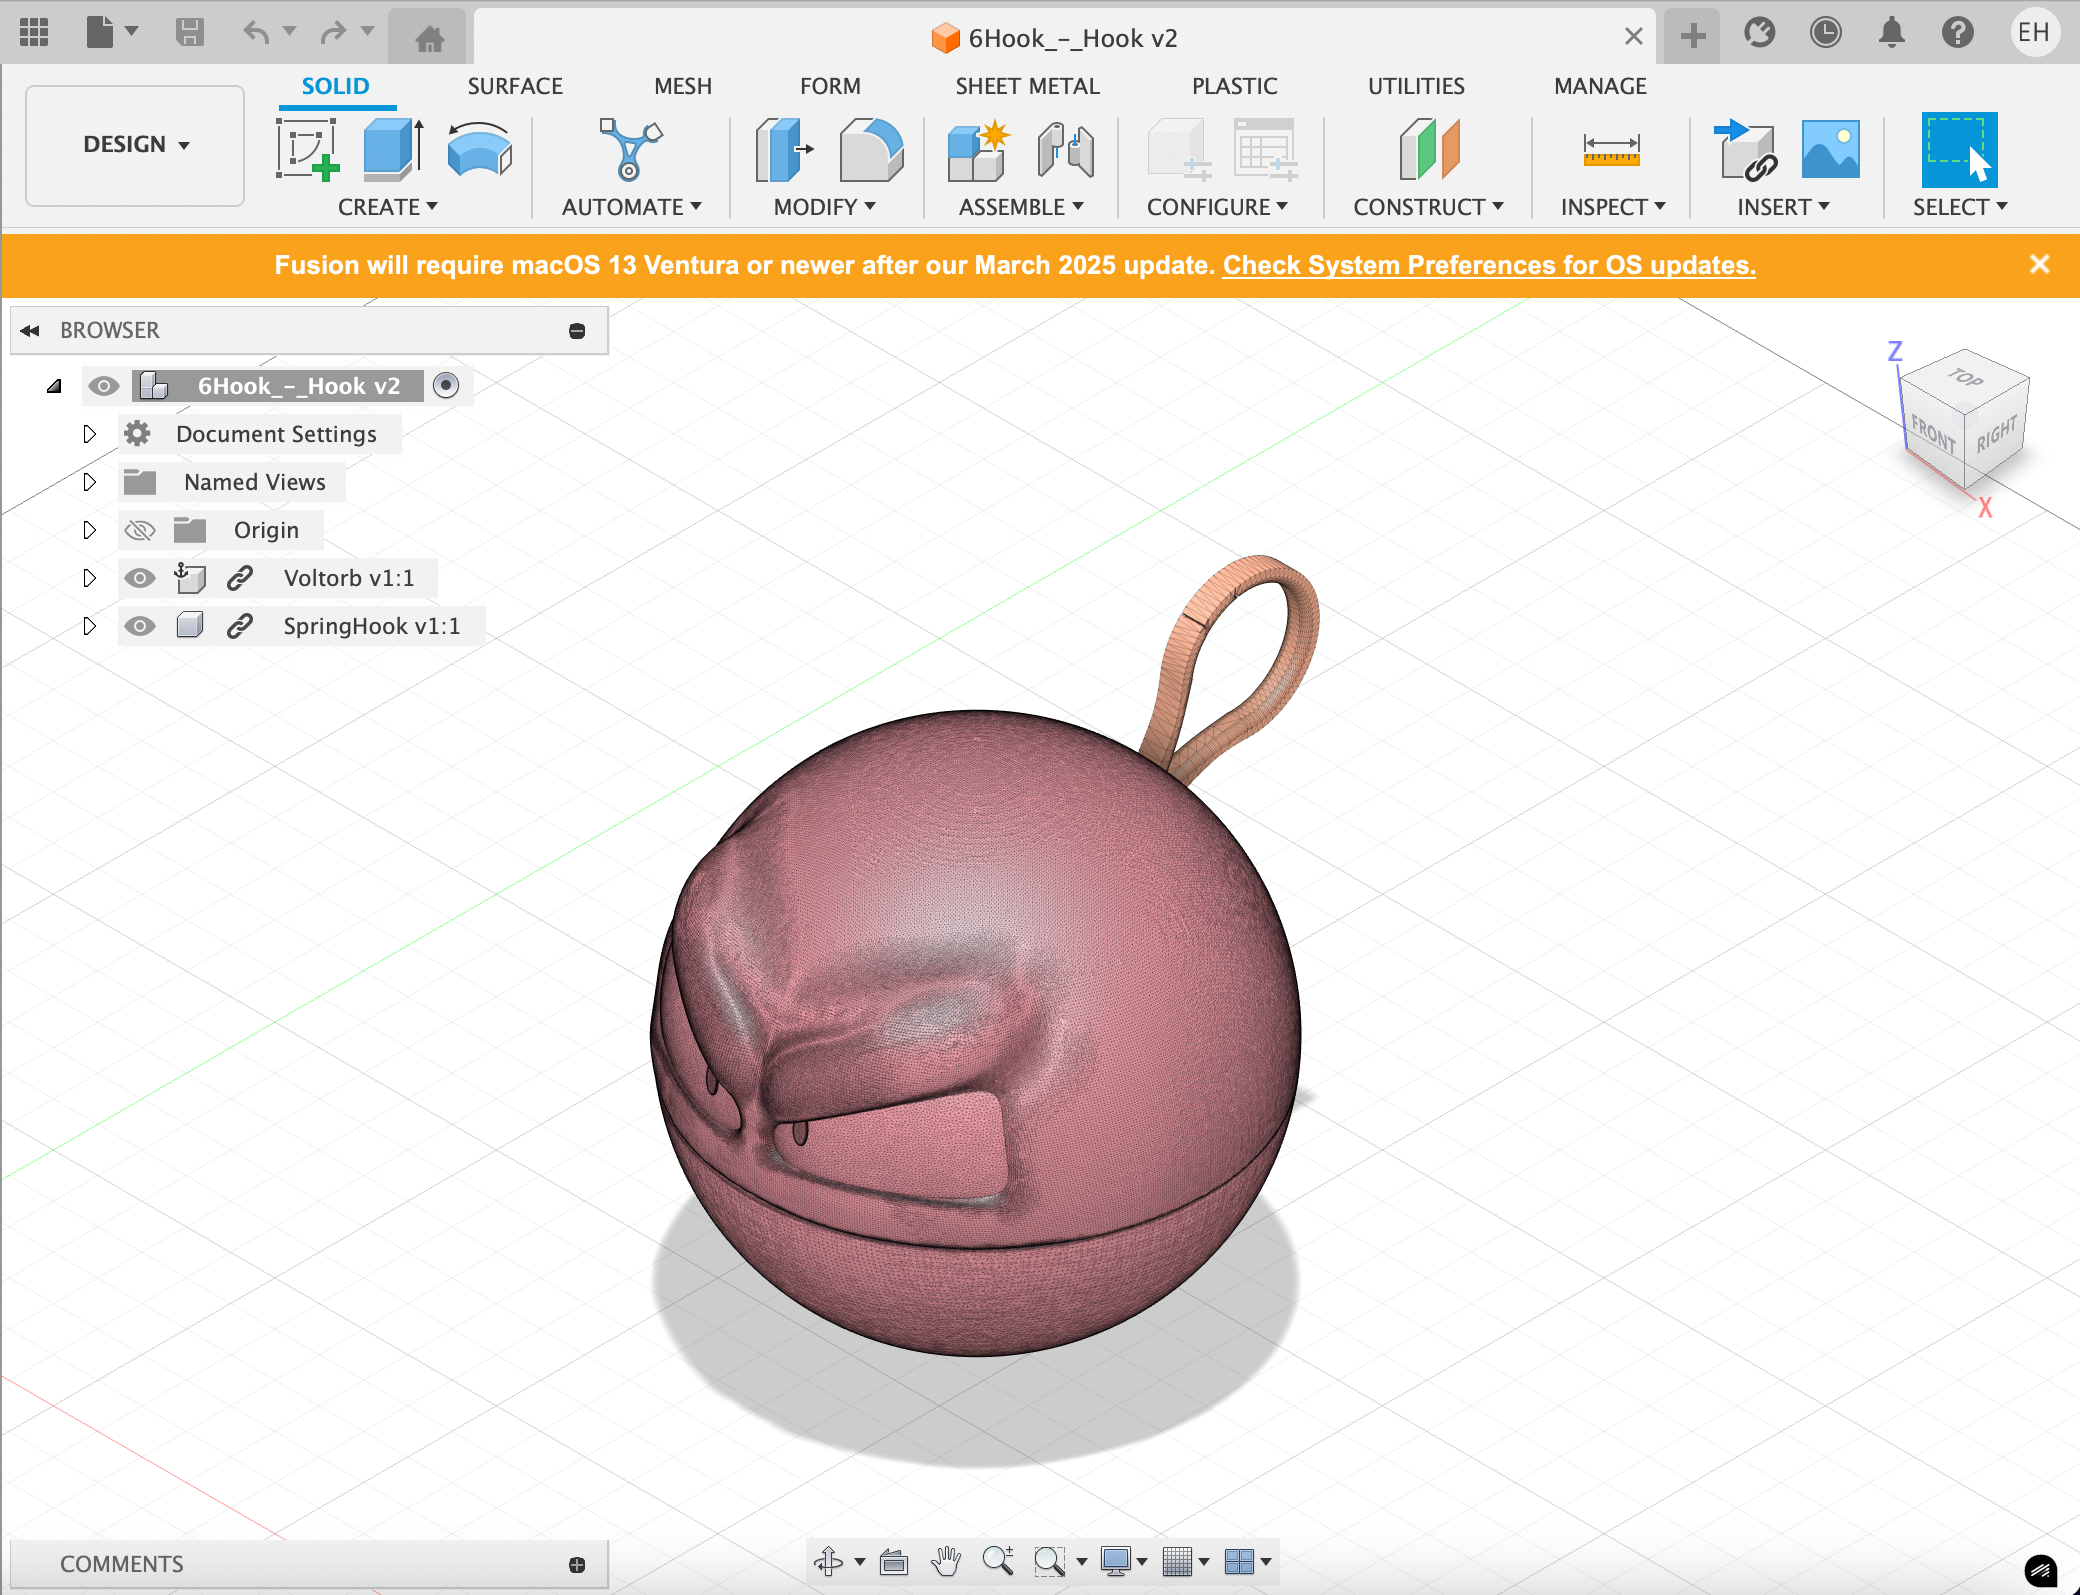 6Hook_-_Hook v2
EH
DESIGN
SOLID
SURFACE
MESH
FORM
SHEET METAL
PLASTIC
UTILITIES
MANAGE
CREATE
AUTOMATE
MODIFY
ASSEMBLE
CONFIGURE
CONSTRUCT
INSPECT
INSERT
SELECT
Fusion will require macOS 13 Ventura or newer after our March 2025 update. Check System Preferences for OS updates.
BROWSER
6Hook_-_Hook v2
Document Settings
Named Views
Origin
Voltorb v1:1
SpringHook v1:1
Z
TOP
FRONT
RIGHT
X
COMMENTS